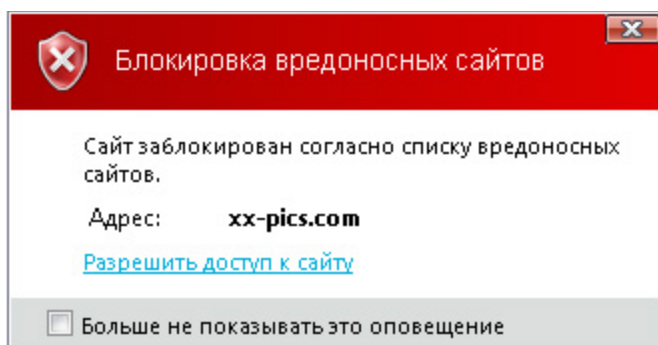 Блокировка вредоносных сайтов
Сайт заблокирован согласно списку вредоносных
сайтов.
Адрес: xx-pics.com
Разрешить доступ к сайту
Больше не показывать это оповещение